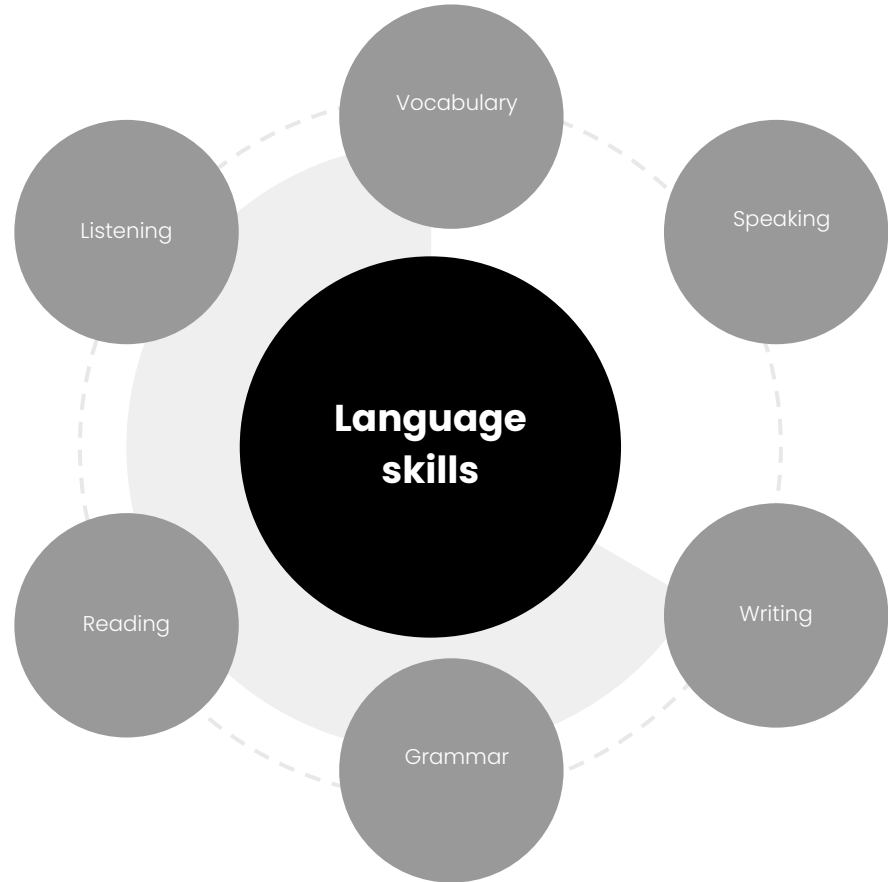 Vocabulary
Speaking
Listening
Language
skills
Writing
Reading
Grammar